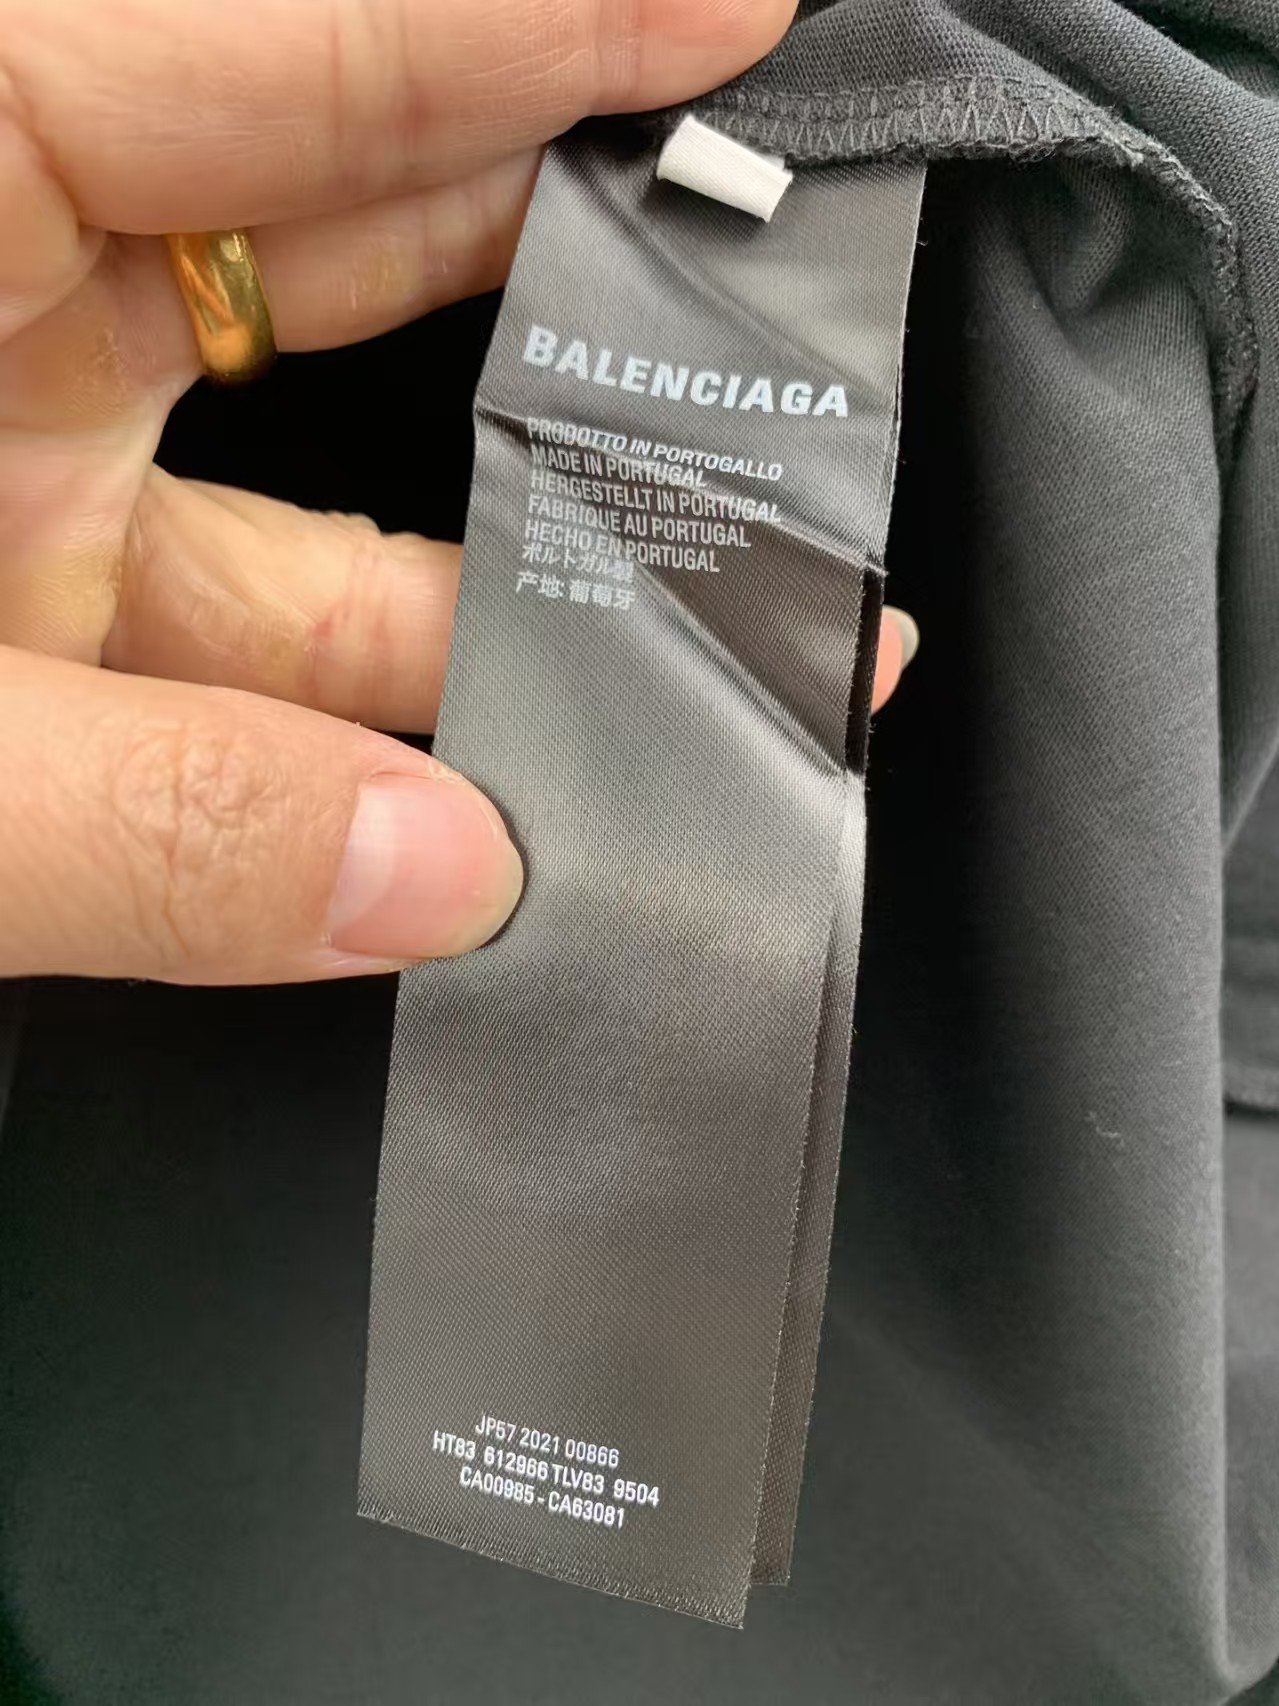 BALENCIAGA
PRODOTTO IN PORTOGALLO
MADE IN PORTUGAL
HERGESTELLT IN PORTUGAL
FABRIQUE AU PORTUGAL
HECHO EN PORTUGAL
ポルトガル製
产地: 葡萄牙
JP57 2021 00866
HT83 612966 TLV83 9504
CA00985 - CA63081